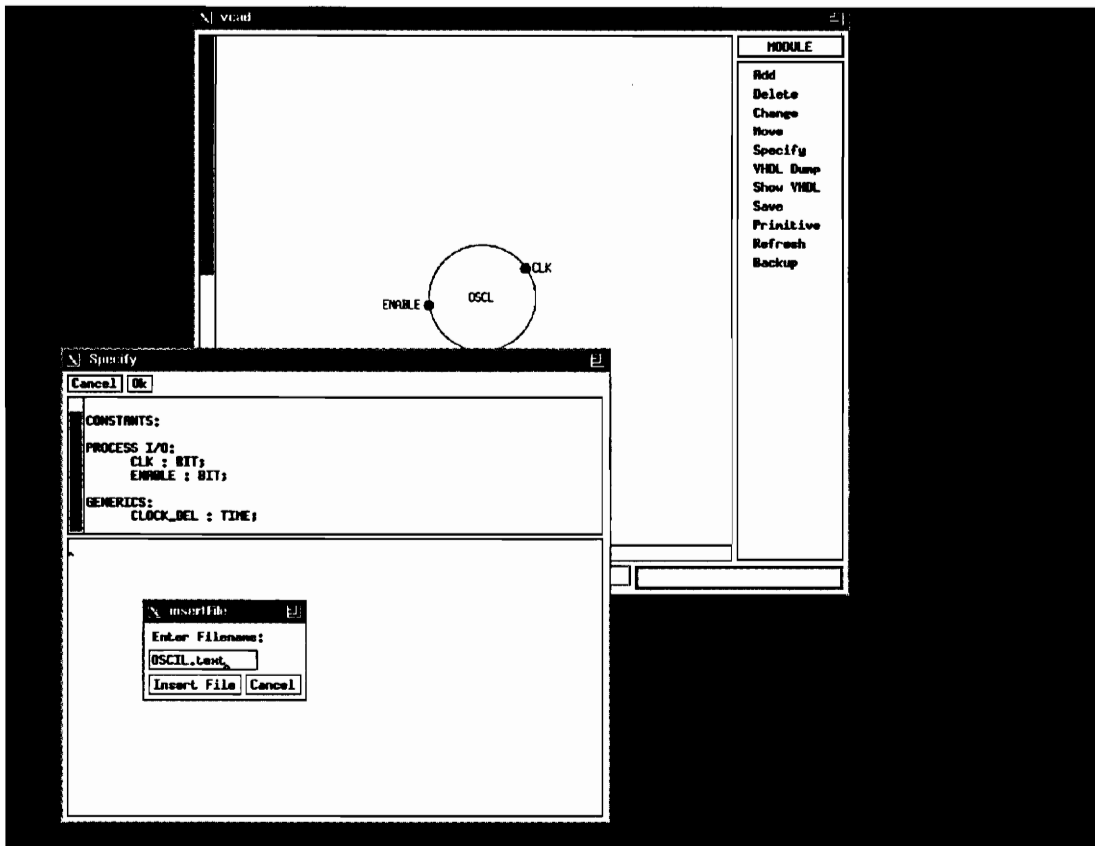 vcad
MODULE
Add
Delete
Change
Move
Specify
VHDL Dump
Show VHDL
Save
Primitive
Refresh
Backup
CLK
ENABLE
OSCL
Specify
Cancel Ok
CONSTANTS:
PROCESS I/O:
CLK : BIT;
ENABLE : BIT;
GENERICS:
CLOCK_DEL : TIME;
insertFile
Enter Filename:
OSCIL.text
Insert File Cancel